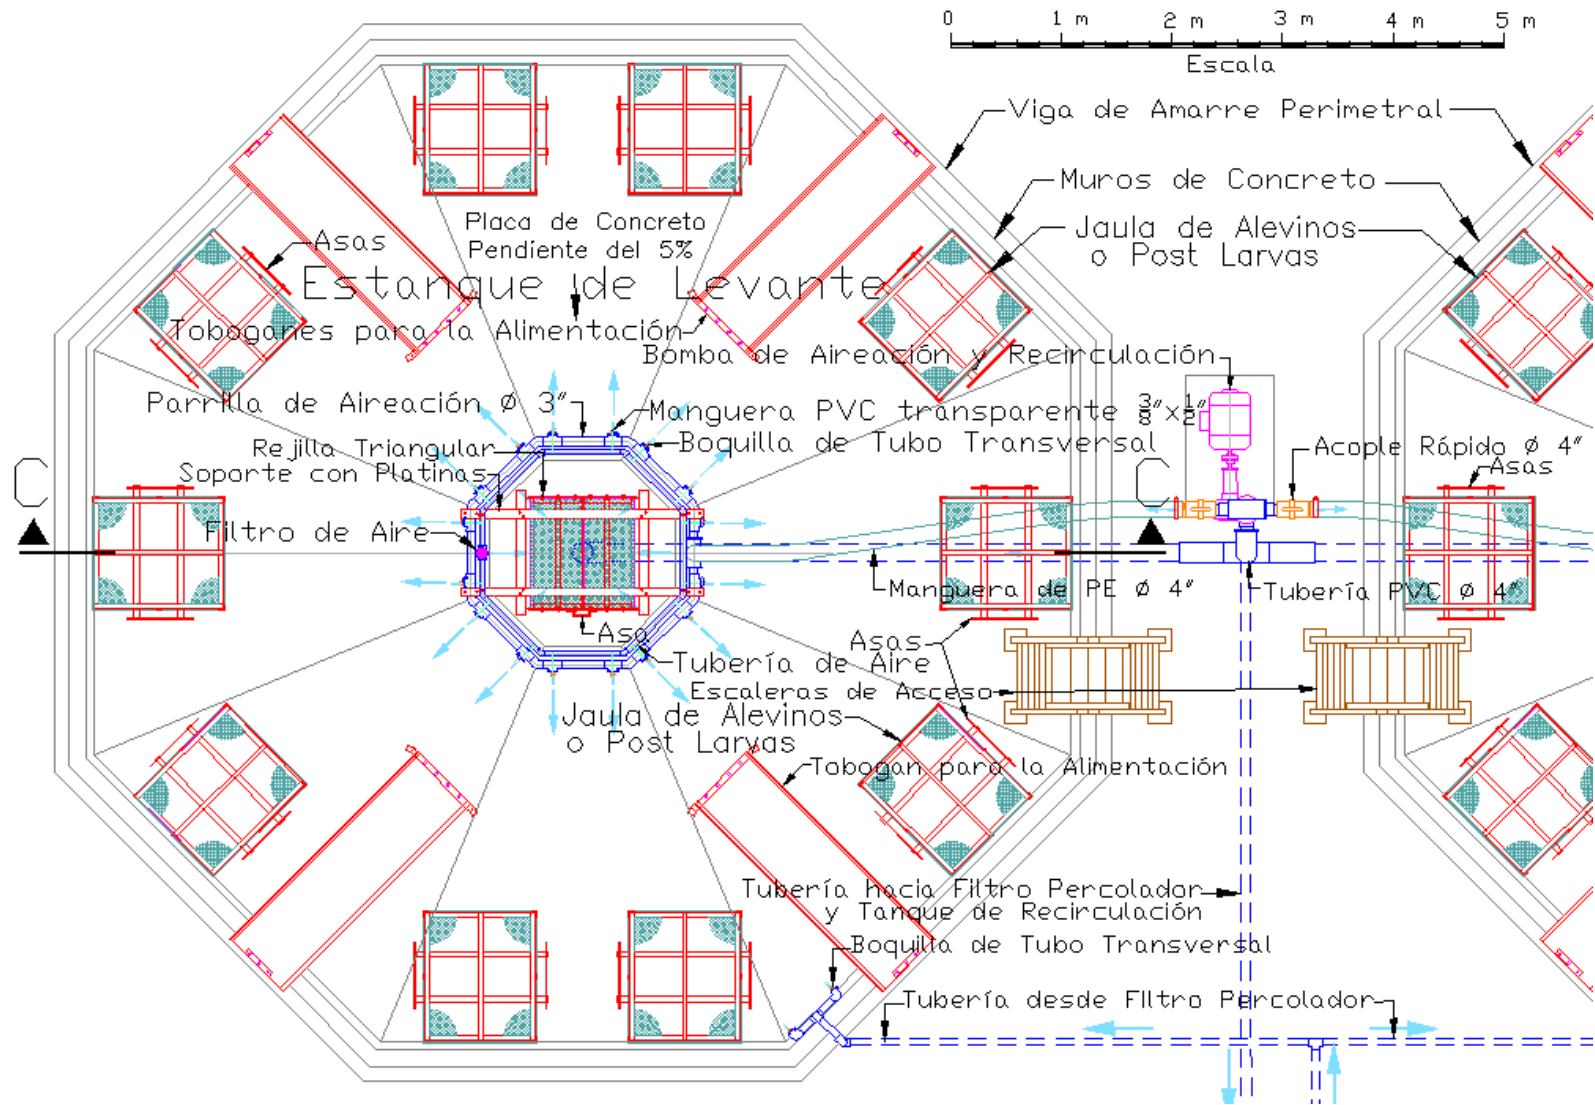 0 1 m 2 m 3 m 4 m 5 m
Escala
Viga de Amarre Perimetral
Muros de Concreto
Jaula de Alevinos
o Post Larvas
Placa de Concreto
Pendiente del 5%
Asas
Estanque de Levante
Toboganes para la Alimentación
Bomba de Aireación y Recirculación
Parrilla de Aireación Ø 3"
Manguera PVC transparente 3/8"x1/2"
Rejilla Triangular
Boquilla de Tubo Transversal
Acople Rápido Ø 4"
Soporte con Platinas
Asas
C
C
Filtro de Aire
Manguera de PE Ø 4"
Tubería PVC Ø 4"
Asa
Asas
Tubería de Aire
Escaleras de Acceso
Jaula de Alevinos
o Post Larvas
Tobogan para la Alimentación
Tubería hacia Filtro Percolador
y Tanque de Recirculación
Boquilla de Tubo Transversal
Tubería desde FIltro Percolador